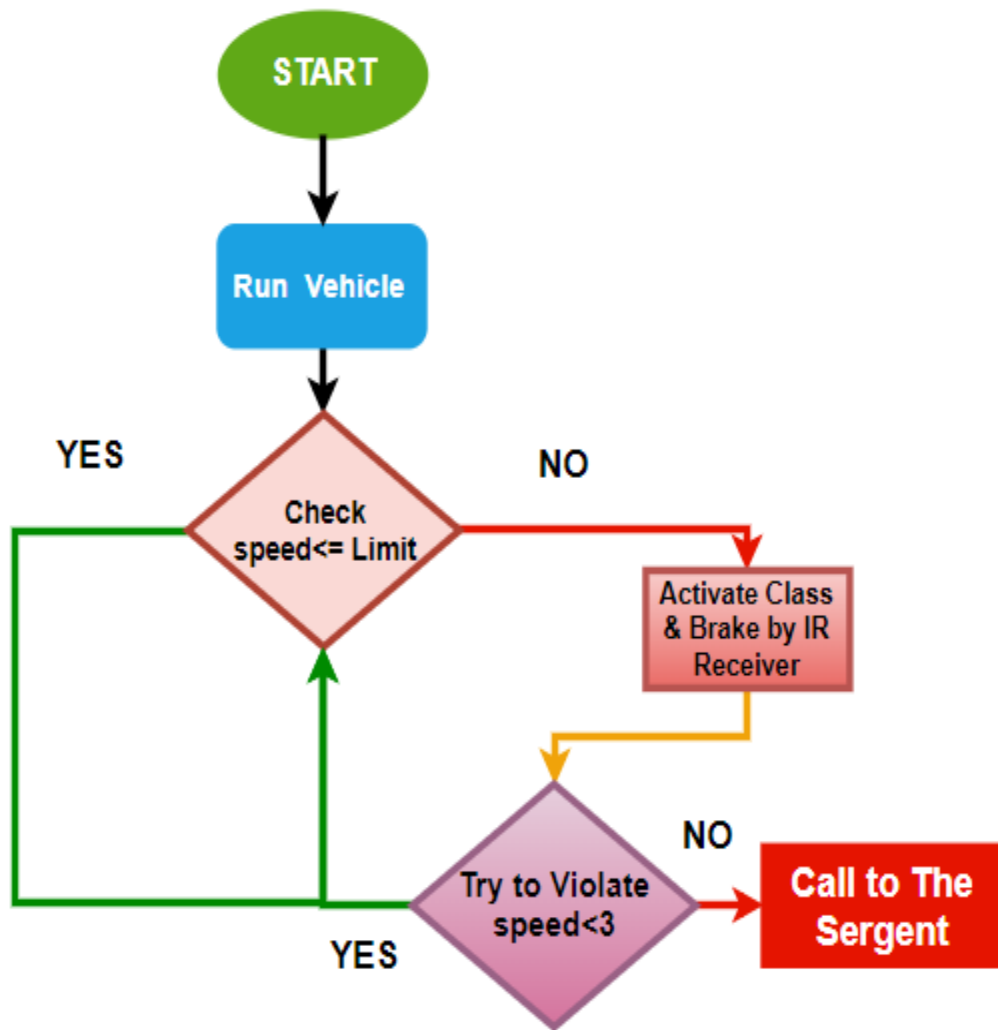 START
Run Vehicle
YES
NO
Check
speed<= Limit
Activate Class
& Brake by IR
Receiver
Try to Violate
speed<3
NO
YES
Call to The
Sergent